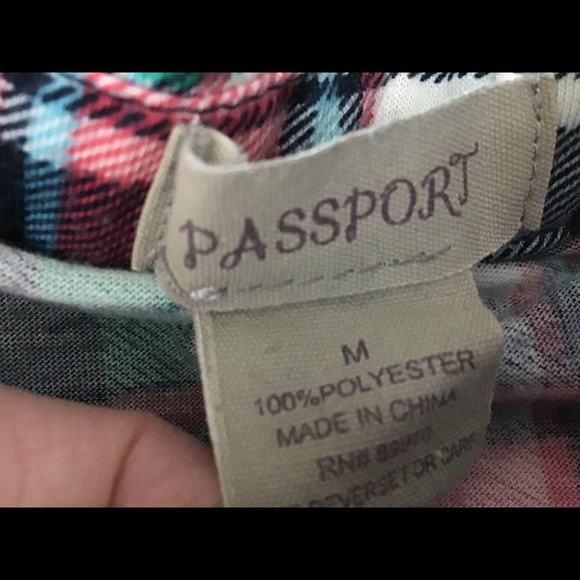 PASSPORT
M
100%POLYESTER
MADE IN CHINA
RN#
REVERSE FOR CARE